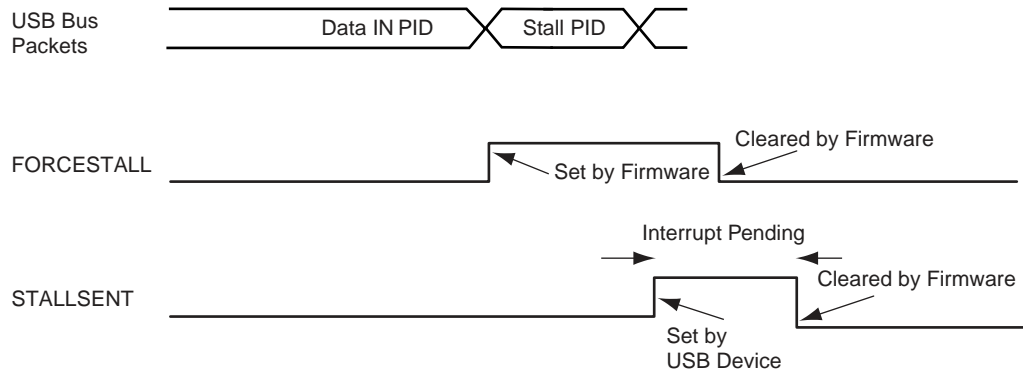 USB Bus
Packets
Data IN PID
Stall PID
FORCESTALL
Set by Firmware
Cleared by Firmware
Interrupt Pending
STALLSENT
Cleared by Firmware
Set by
USB Device